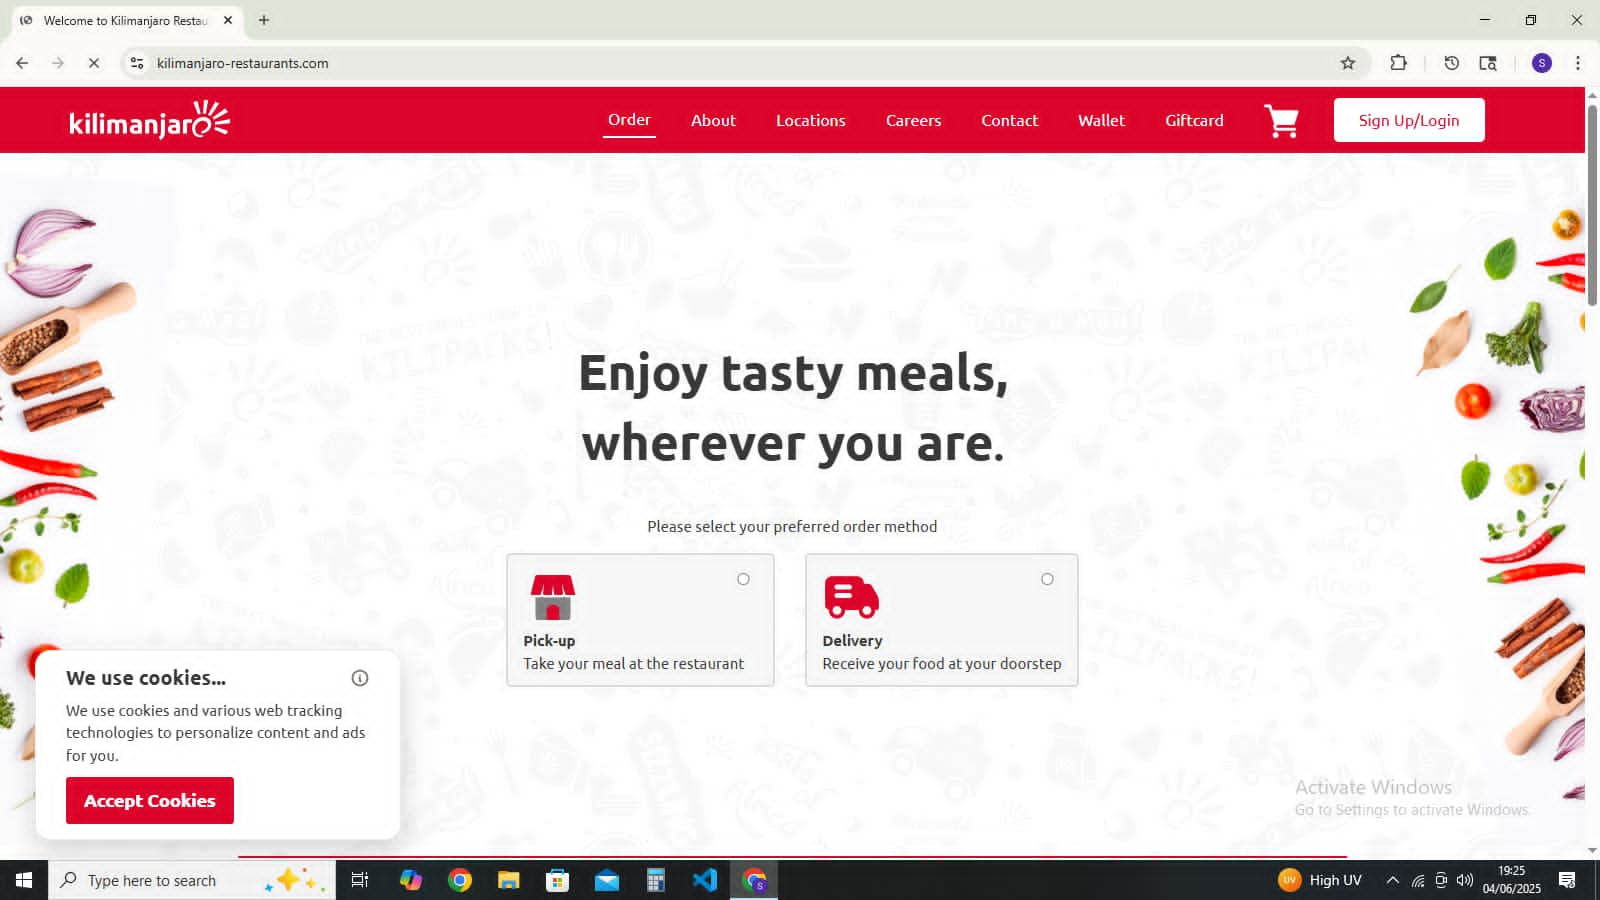 Welcome to Kilimanjaro Restau
kilimanjaro-restaurants.com
S
kilimanjaro
Order
About
Locations
Careers
Contact
Wallet
Giftcard
Sign Up/Login
Enjoy tasty meals,
wherever you are.
Please select your preferred order method
Pick-up
Take your meal at the restaurant
Delivery
Receive your food at your doorstep
We use cookies...
We use cookies and various web tracking
technologies to personalize content and ads
for you.
Accept Cookies
Activate Windows
Go to Settings to activate Windows.
Type here to search
S
UV
High UV
19:25
04/06/2025